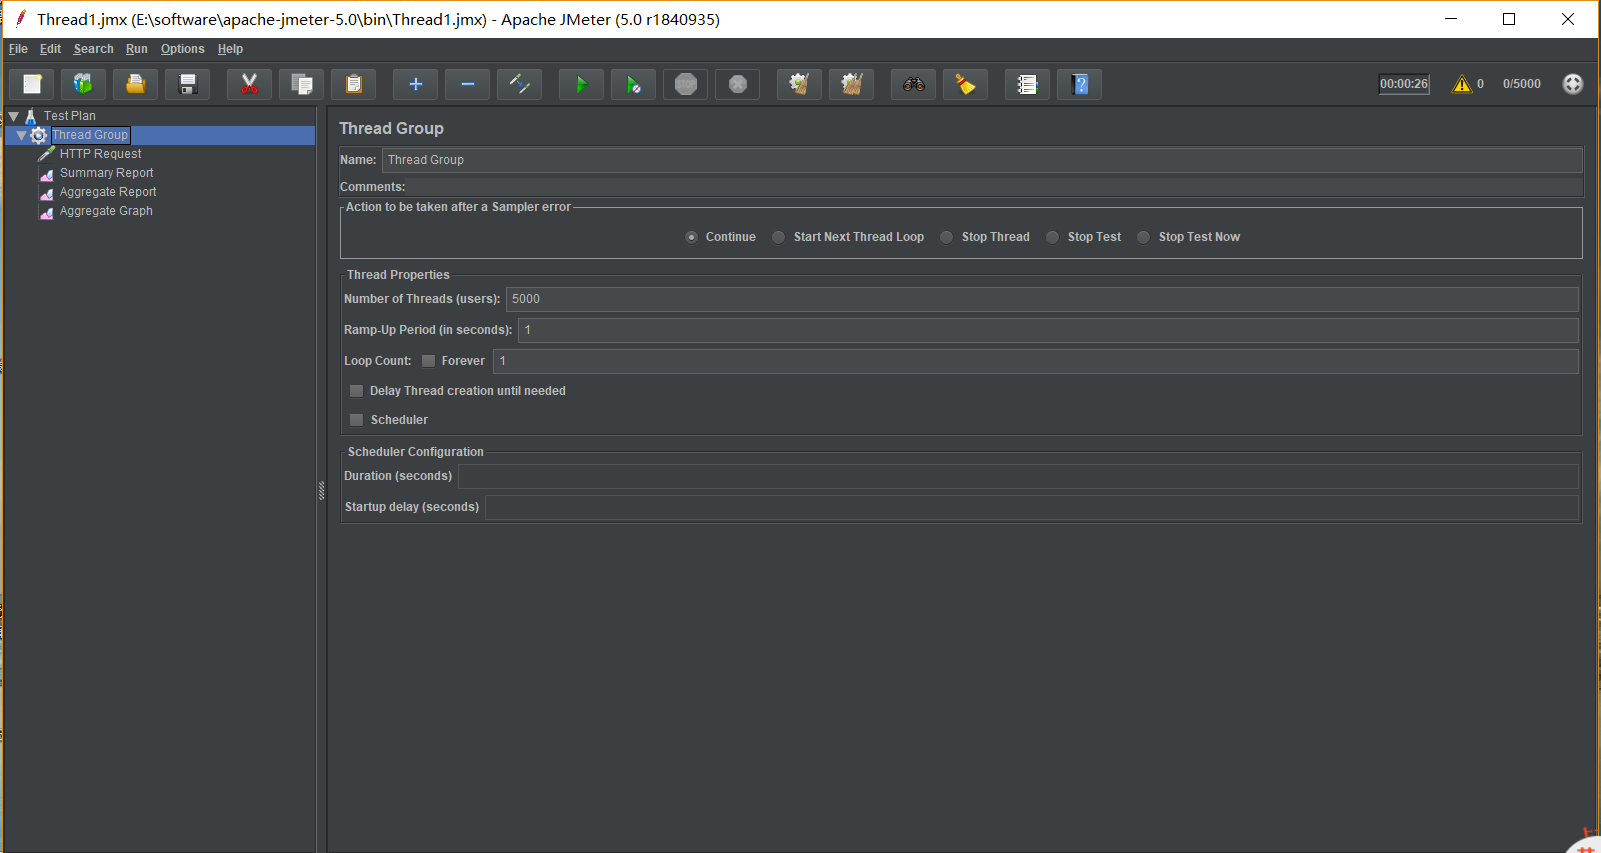 Thread1.jmx (E:\software\apache-jmeter-5.0\bin\Thread1.jmx) - Apache JMeter (5.0 r1840935)
File Edit Search Run Options Help
STOP 00:00:26 0 0/5000
Test Plan
Thread Group
HTTP Request
Summary Report
Aggregate Report
Aggregate Graph
Thread Group
Name: Thread Group
Comments:
Action to be taken after a Sampler error
Continue Start Next Thread Loop Stop Thread Stop Test Stop Test Now
Thread Properties
Number of Threads (users): 5000
Ramp-Up Period (in seconds): 1
Loop Count: Forever 1
Delay Thread creation until needed
Scheduler
Scheduler Configuration
Duration (seconds)
Startup delay (seconds)